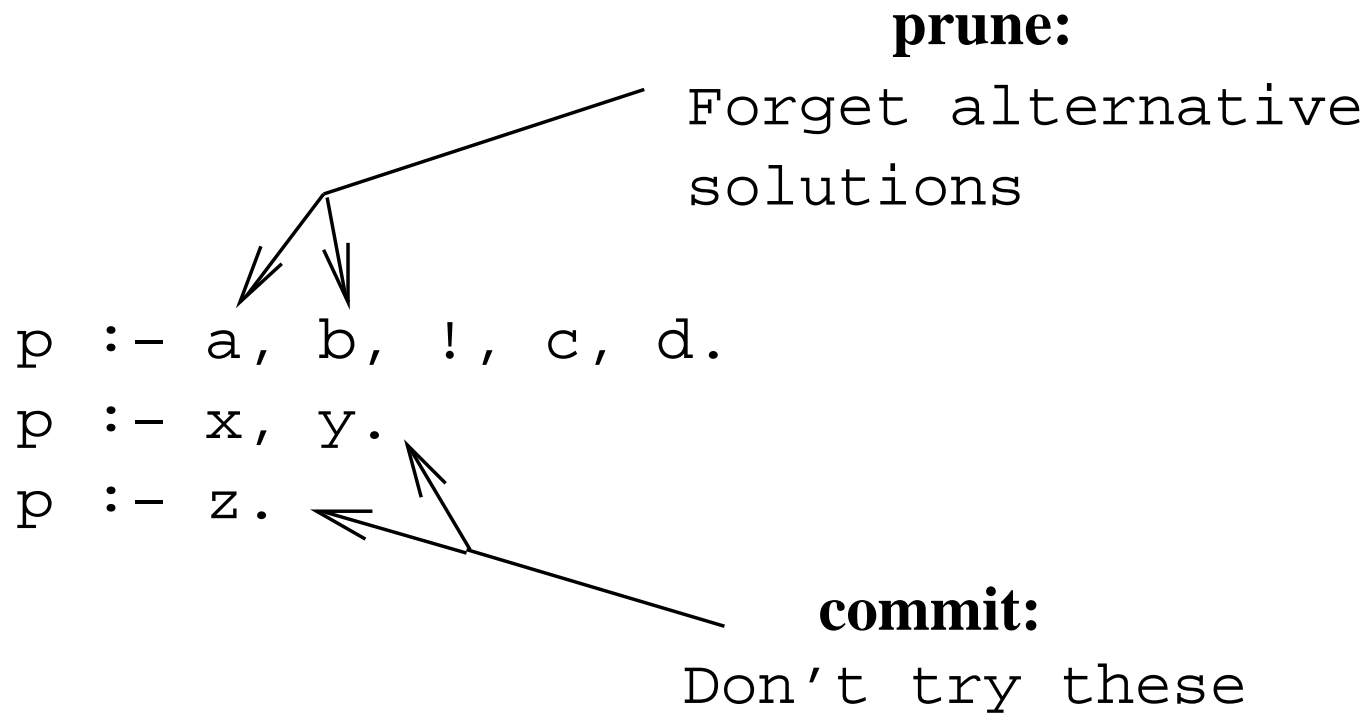 prune:
Forget alternative
solutions
p :- a, b, !, c, d.
p :- x, y.
p :- z.
commit:
Don't try these